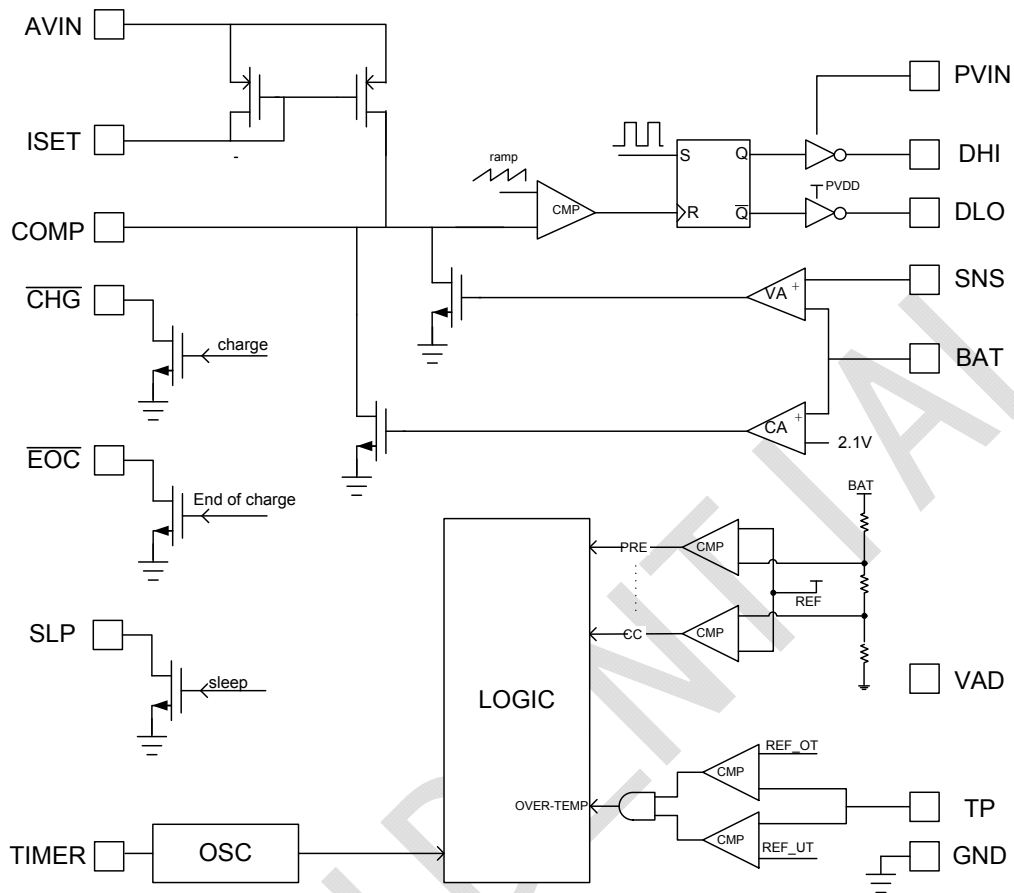 AVIN
PVIN
ISET
DHI
ramp
S
Q
CMP
PVDD
R
Q
DLO
COMP
CHG
SNS
VA
+
charge
BAT
CA
+
2.1V
EOC
End of charge
BAT
PRE
CMP
REF
CC
CMP
SLP
sleep
LOGIC
VAD
REF_OT
CMP
OVER-TEMP
TP
CMP
REF_UT
TIMER
OSC
GND